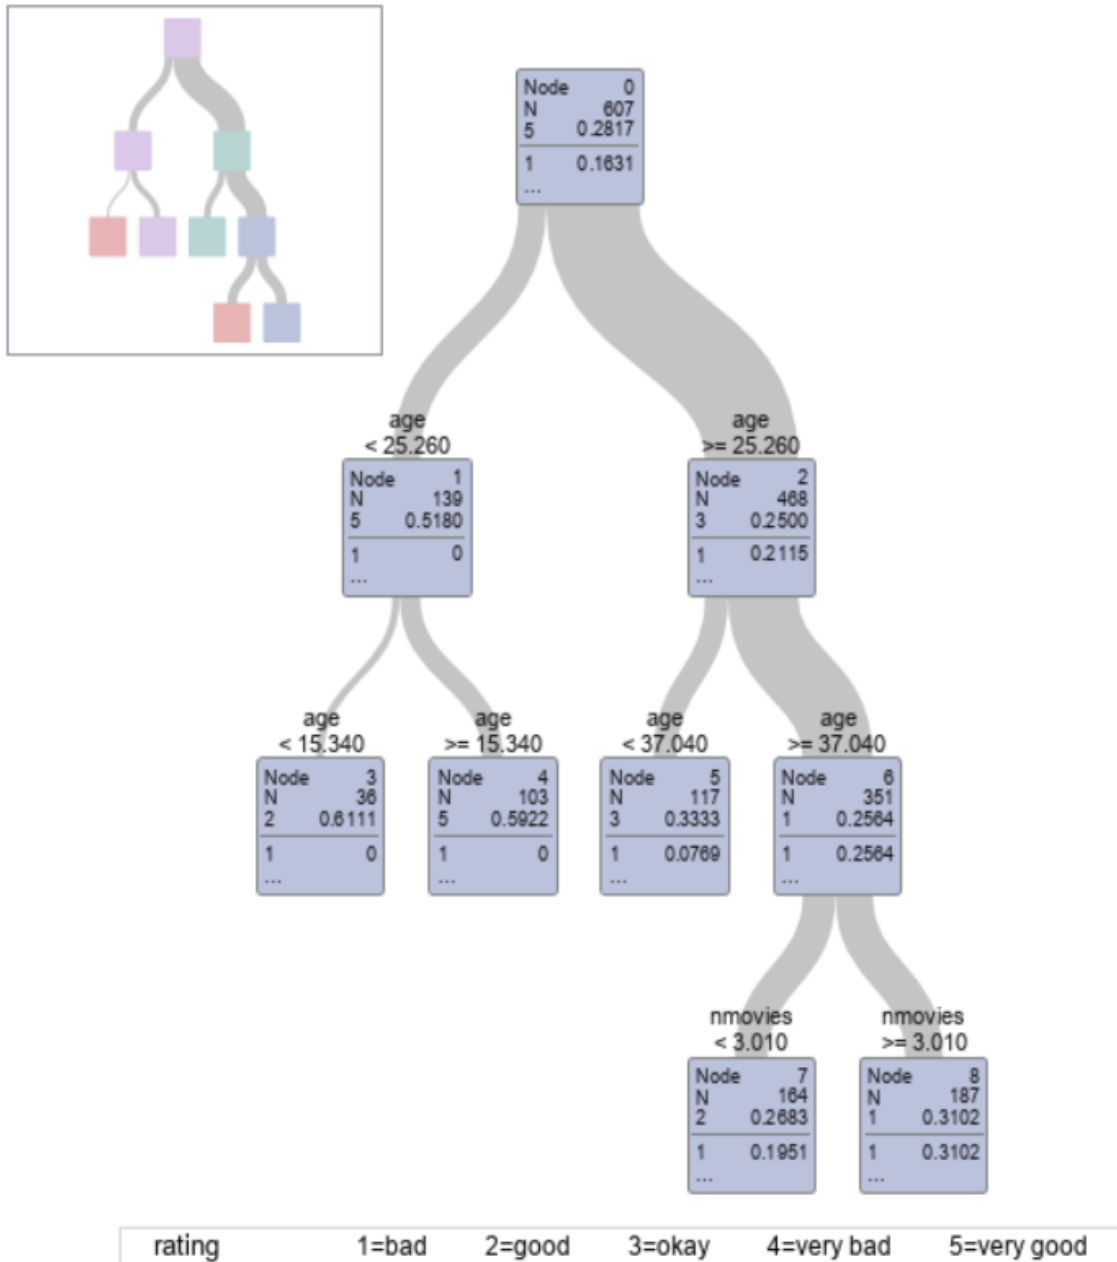 Node 0
N 607
5 0.2817
1 0.1631
...
age
< 25.260
Node 1
N 139
5 0.5180
1 0
...
age
>= 25.260
Node 2
N 468
3 0.2500
1 0.2115
...
age
< 15.340
Node 3
N 36
2 0.6111
1 0
...
age
>= 15.340
Node 4
N 103
5 0.5922
1 0
...
age
< 37.040
Node 5
N 117
3 0.3333
1 0.0769
...
age
>= 37.040
Node 6
N 351
1 0.2564
1 0.2564
...
nmovies
< 3.010
Node 7
N 164
2 0.2683
1 0.1951
...
nmovies
>= 3.010
Node 8
N 187
1 0.3102
1 0.3102
...
rating 1=bad 2=good 3=okay 4=very bad 5=very good